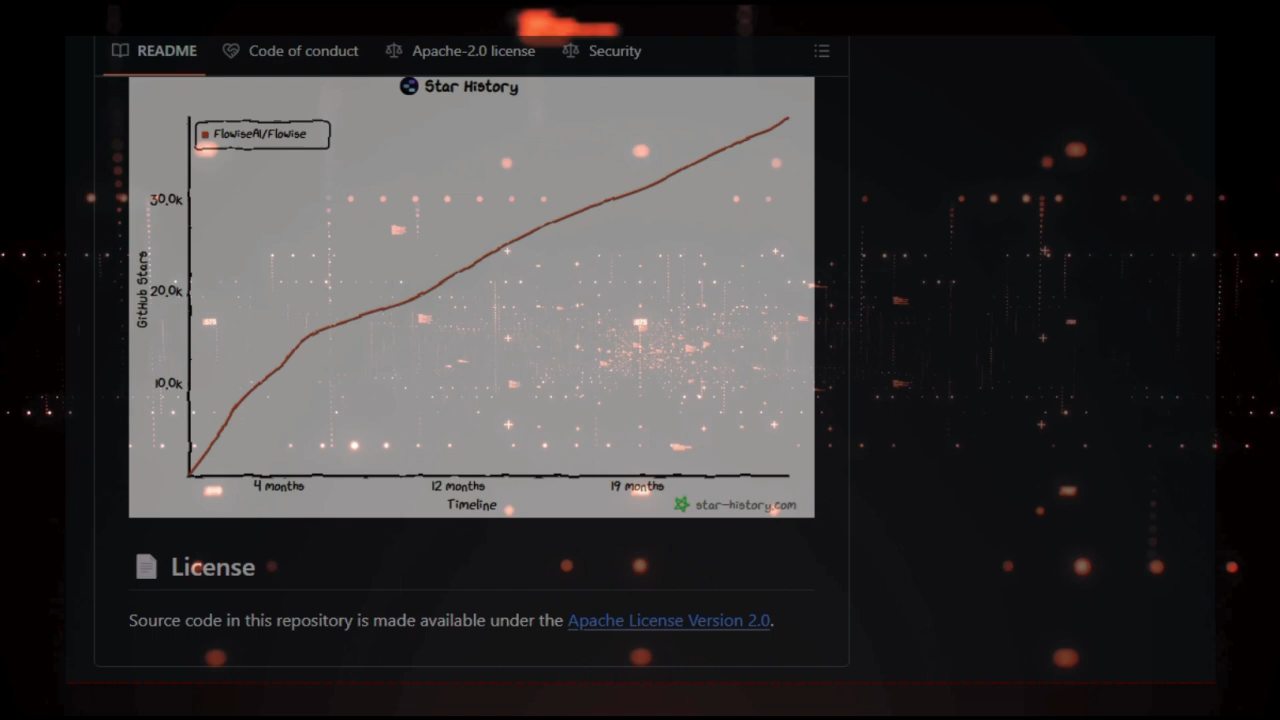 README
Code of conduct
Apache-2.0 license
Security
Star History
FlowiseAI/Flowise
30.0k
20.0k
10.0k
GitHub Stars
4 months
12 months
19 months
Timeline
star-history.com
License
Source code in this repository is made available under the Apache License Version 2.0.